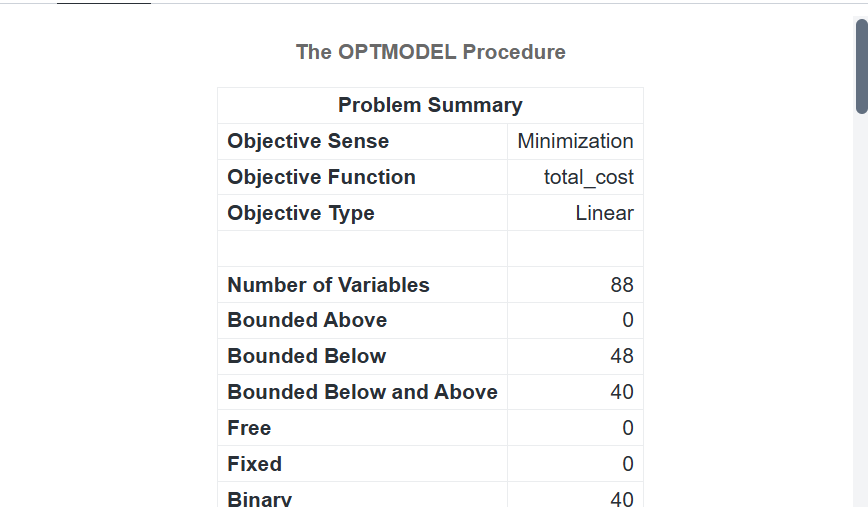 The OPTMODEL Procedure
Problem Summary
Objective Sense Minimization
Objective Function total_cost
Objective Type Linear
Number of Variables 88
Bounded Above 0
Bounded Below 48
Bounded Below and Above 40
Free 0
Fixed 0
Binary 40